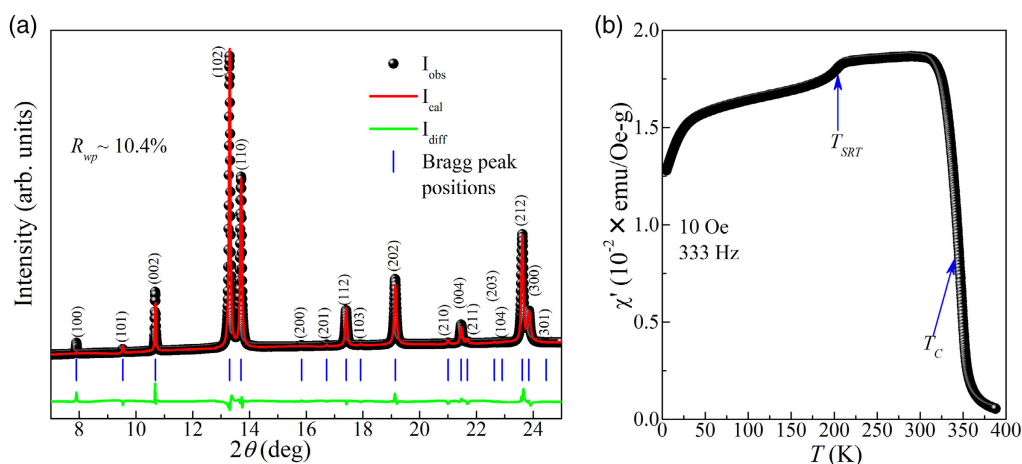 (a)
Intensity (arb. units)
R_wp ~ 10.4%
I_obs
I_cal
I_diff
Bragg peak
positions
(100)
(101)
(002)
(102)
(110)
(200)
(201)
(112)
(103)
(202)
(210)
(004)
(211)
(203)
(104)
(212)
(300)
(301)
8 10 12 14 16 18 20 22 24
2θ (deg)
(b)
χ' (10⁻² × emu/Oe-g)
2.0
1.5
1.0
0.5
0.0
T_SRT
10 Oe
333 Hz
T_C
0 50 100 150 200 250 300 350 400
T (K)